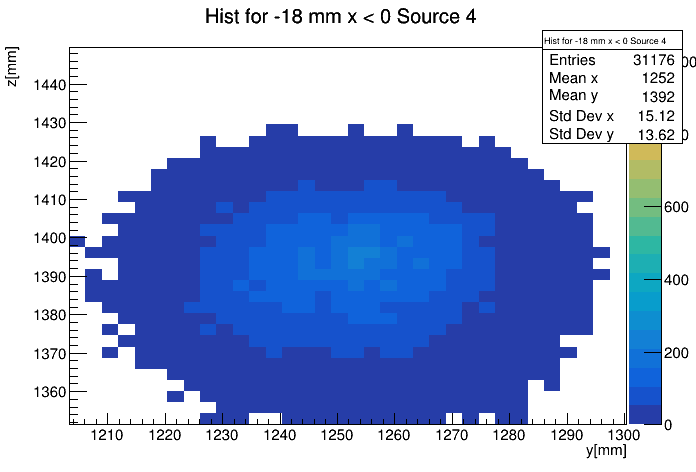 Hist for -18 mm x < 0 Source 4
z[mm]
Hist for -18 mm x < 0 Source 4
Entries 31176
Mean x 1252
Mean y 1392
Std Dev x 15.12
Std Dev y 13.62
1440
1430
1420
1410
1400
1390
1380
1370
1360
600
400
200
0
1210 1220 1230 1240 1250 1260 1270 1280 1290 1300
y[mm]